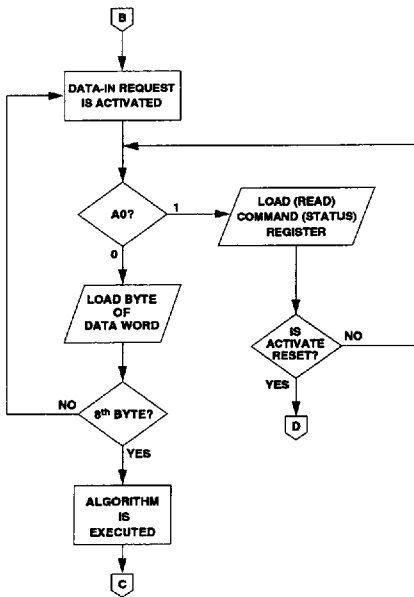 B
DATA-IN REQUEST
IS ACTIVATED
A0?
1
0
LOAD (READ)
COMMAND (STATUS)
REGISTER
LOAD BYTE
OF
DATA WORD
IS
ACTIVATE
RESET?
NO
YES
D
8th BYTE?
NO
YES
ALGORITHM
IS
EXECUTED
C